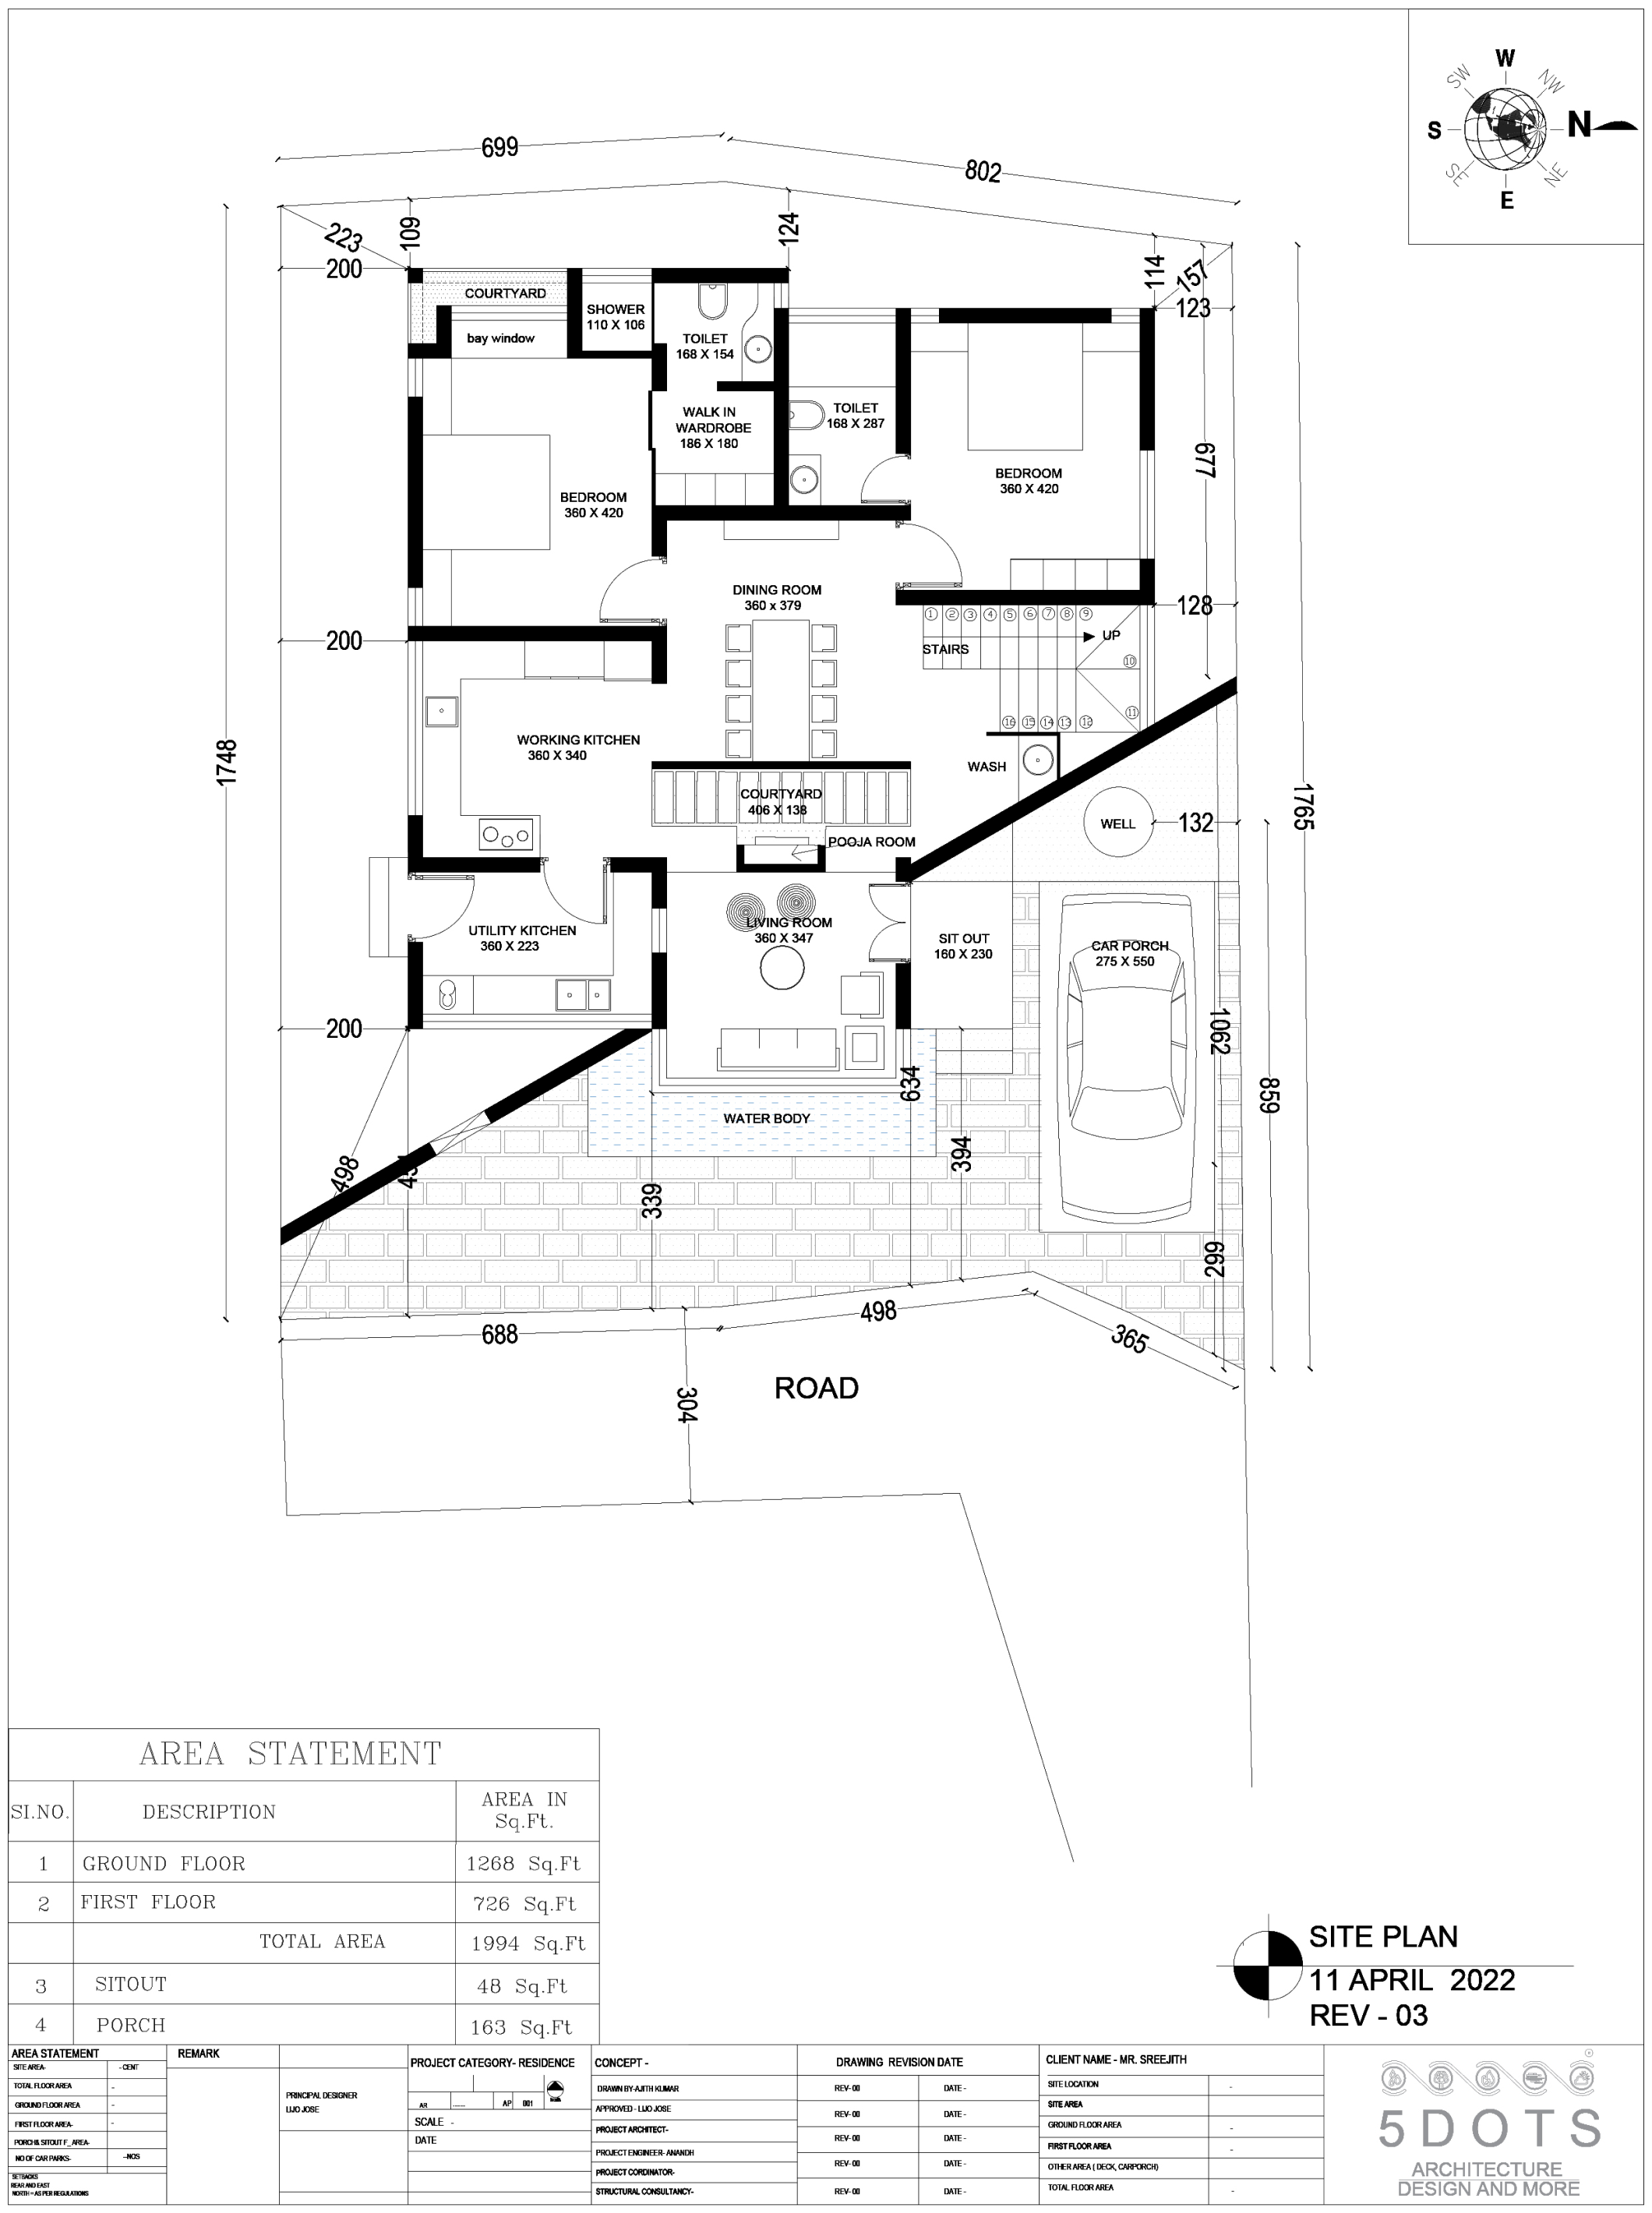 W
SW
NW
S
N
SE
NE
E
699
802
223
109
124
114
157
200
123
COURTYARD
SHOWER
110 X 106
bay window
TOILET
168 X 154
WALK IN
WARDROBE
186 X 180
TOILET
168 X 287
677
BEDROOM
360 X 420
BEDROOM
360 X 420
DINING ROOM
360 x 379
128
1 2 3 4 5 6 7 8 9
UP
STAIRS
200
10
11
16 15 14 13 12
WORKING KITCHEN
360 X 340
WASH
1748
1765
COURTYARD
406 X 138
WELL
132
POOJA ROOM
UTILITY KITCHEN
360 X 223
LIVING ROOM
360 X 347
SIT OUT
160 X 230
CAR PORCH
275 X 550
200
1062
634
859
WATER BODY
394
498
339
299
688
498
365
304
ROAD
AREA STATEMENT
SI.NO.
DESCRIPTION
AREA IN
Sq.Ft.
1 GROUND FLOOR 1268 Sq.Ft
2 FIRST FLOOR 726 Sq.Ft
TOTAL AREA 1994 Sq.Ft
3 SITOUT 48 Sq.Ft
4 PORCH 163 Sq.Ft
SITE PLAN
11 APRIL 2022
REV - 03
AREA STATEMENT
SITE AREA- - CENT
TOTAL FLOOR AREA -
GROUND FLOOR AREA -
FIRST FLOOR AREA- -
PORCH& SITOUT F_ AREA-
NO OF CAR PARKS- --NOS
SETBACKS
REAR AND EAST
NORTH - AS PER REGULATIONS
REMARK
PRINCIPAL DESIGNER
LIJO JOSE
PROJECT CATEGORY- RESIDENCE
AR ...... AP 001
SCALE -
DATE
CONCEPT -
DRAWN BY-AJITH KUMAR
APPROVED - LIJO JOSE
PROJECT ARCHITECT-
PROJECT ENGINEER- ANANDH
PROJECT CORDINATOR-
STRUCTURAL CONSULTANCY-
DRAWING REVISION DATE
REV- 00 DATE -
REV- 00 DATE -
REV- 00 DATE -
REV- 00 DATE -
REV- 00 DATE -
CLIENT NAME - MR. SREEJITH
SITE LOCATION -
SITE AREA
GROUND FLOOR AREA -
FIRST FLOOR AREA -
OTHER AREA ( DECK, CARPORCH)
TOTAL FLOOR AREA -
5DOTS
ARCHITECTURE
DESIGN AND MORE